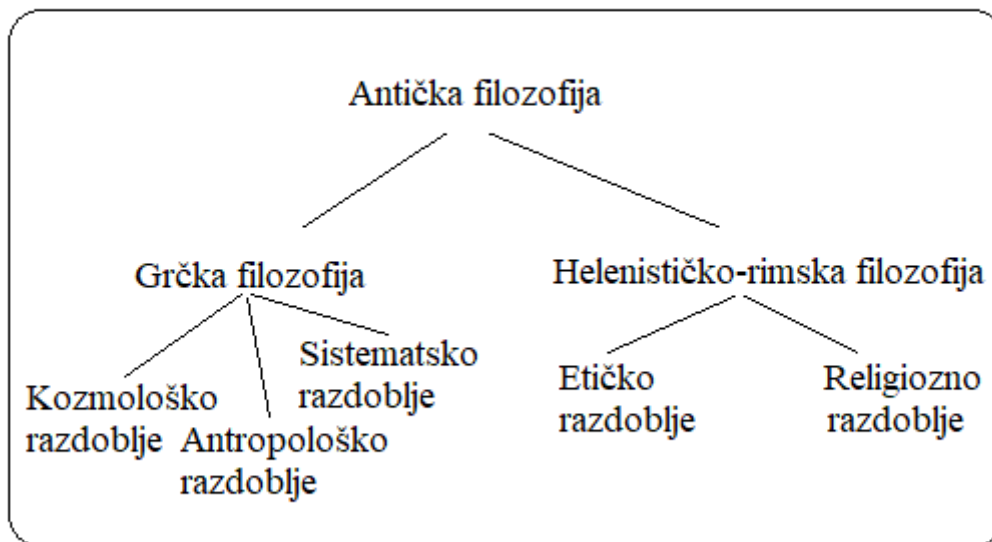 Antička filozofija
Grčka filozofija
Helenističko-rimska filozofija
Kozmološko
razdoblje
Antropološko
razdoblje
Sistematsko
razdoblje
Etičko
razdoblje
Religiozno
razdoblje